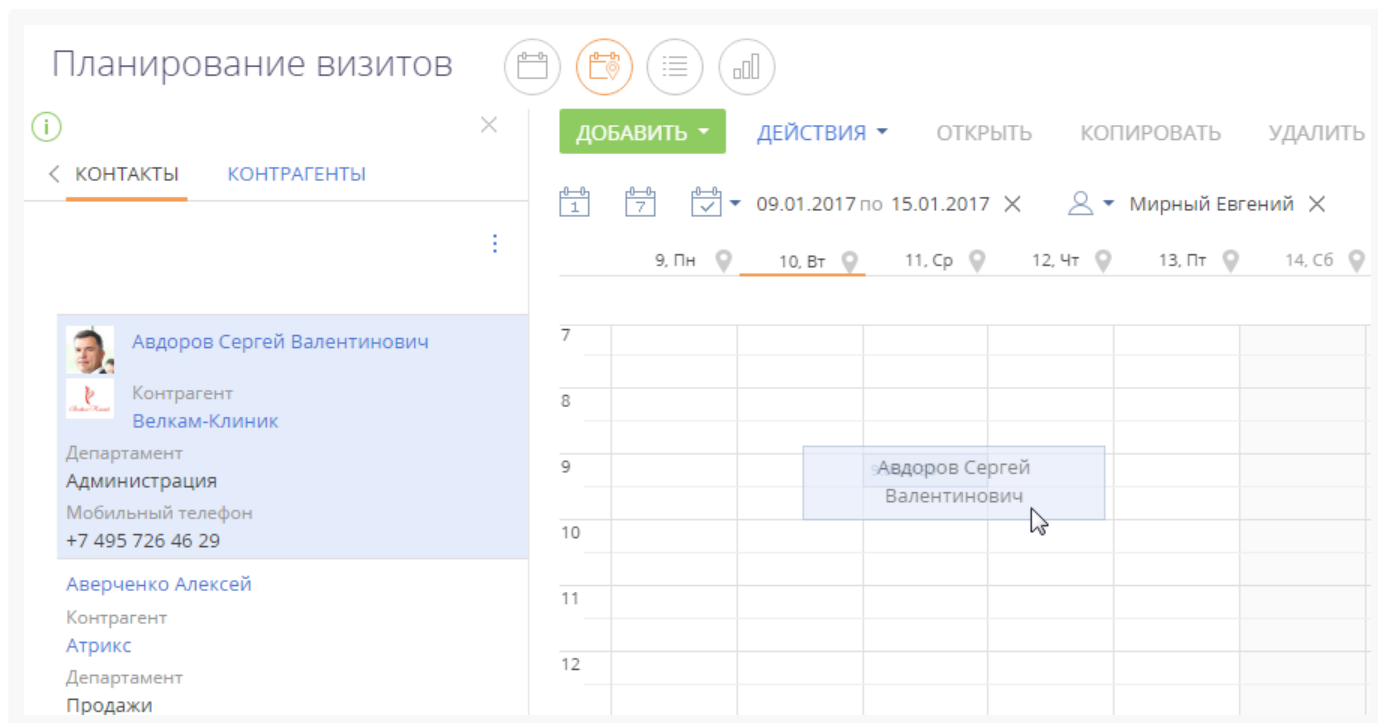 Планирование визитов
КОНТАКТЫ КОНТРАГЕНТЫ
Авдоров Сергей Валентинович
Контрагент
Велкам-Клиник
Департамент
Администрация
Мобильный телефон
+7 495 726 46 29
Аверченко Алексей
Контрагент
Атрикс
Департамент
Продажи
ДОБАВИТЬ ДЕЙСТВИЯ ОТКРЫТЬ КОПИРОВАТЬ УДАЛИТЬ
1 7 09.01.2017 по 15.01.2017 Мирный Евгений
9, Пн 10, Вт 11, Ср 12, Чт 13, Пт 14, Сб
7
8
9 Авдоров Сергей
Валентинович
10
11
12